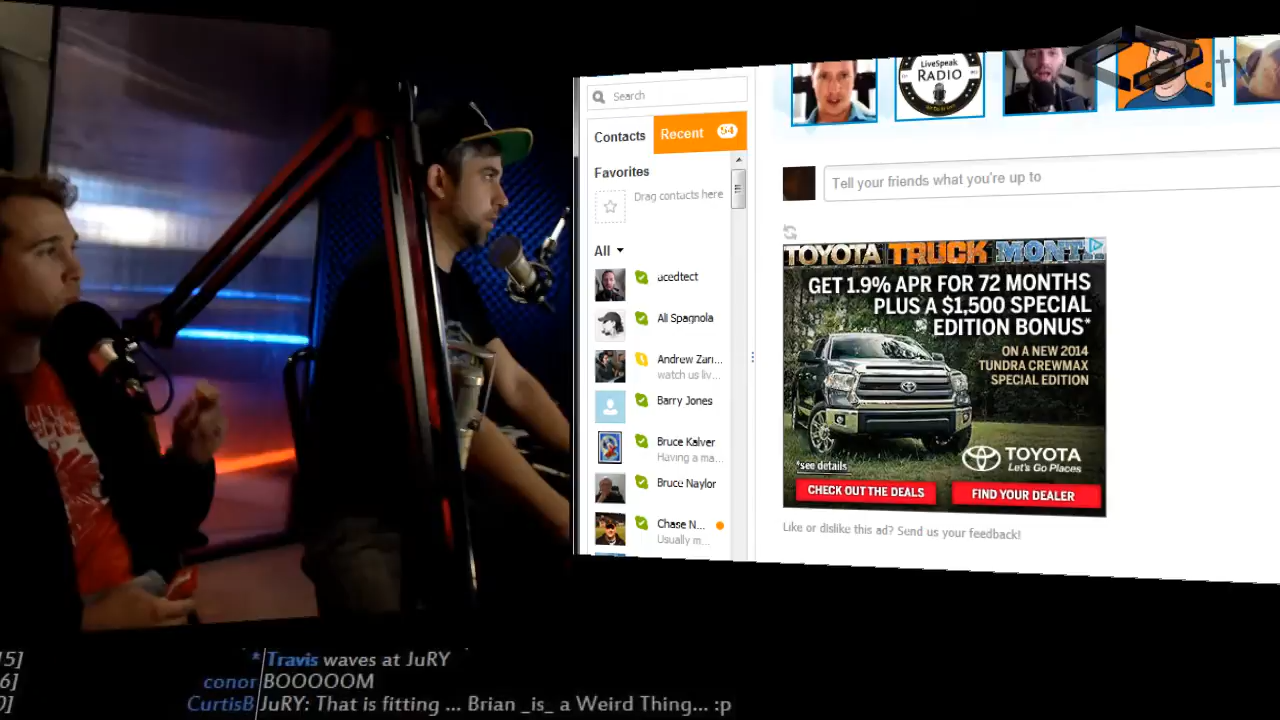 LiveSpeak
RADIO
tv
Search
Contacts
Recent 54
Favorites
Drag contacts here
All
acedtect
Ali Spagnola
Andrew Zari...
watch us liv...
Barry Jones
Bruce Kalver
Having a ma...
Bruce Naylor
Chase N...
Usually m...
Tell your friends what you're up to
TOYOTA TRUCK MONTH
GET 1.9% APR FOR 72 MONTHS
PLUS A $1,500 SPECIAL
EDITION BONUS*
ON A NEW 2014
TUNDRA CREWMAX
SPECIAL EDITION
*see details
TOYOTA
Let's Go Places
CHECK OUT THE DEALS
FIND YOUR DEALER
Like or dislike this ad? Send us your feedback!
5] * Travis waves at JuRY
6] conor BOOOOOM
0] CurtisB JuRY: That is fitting ... Brian _is_ a Weird Thing... :p